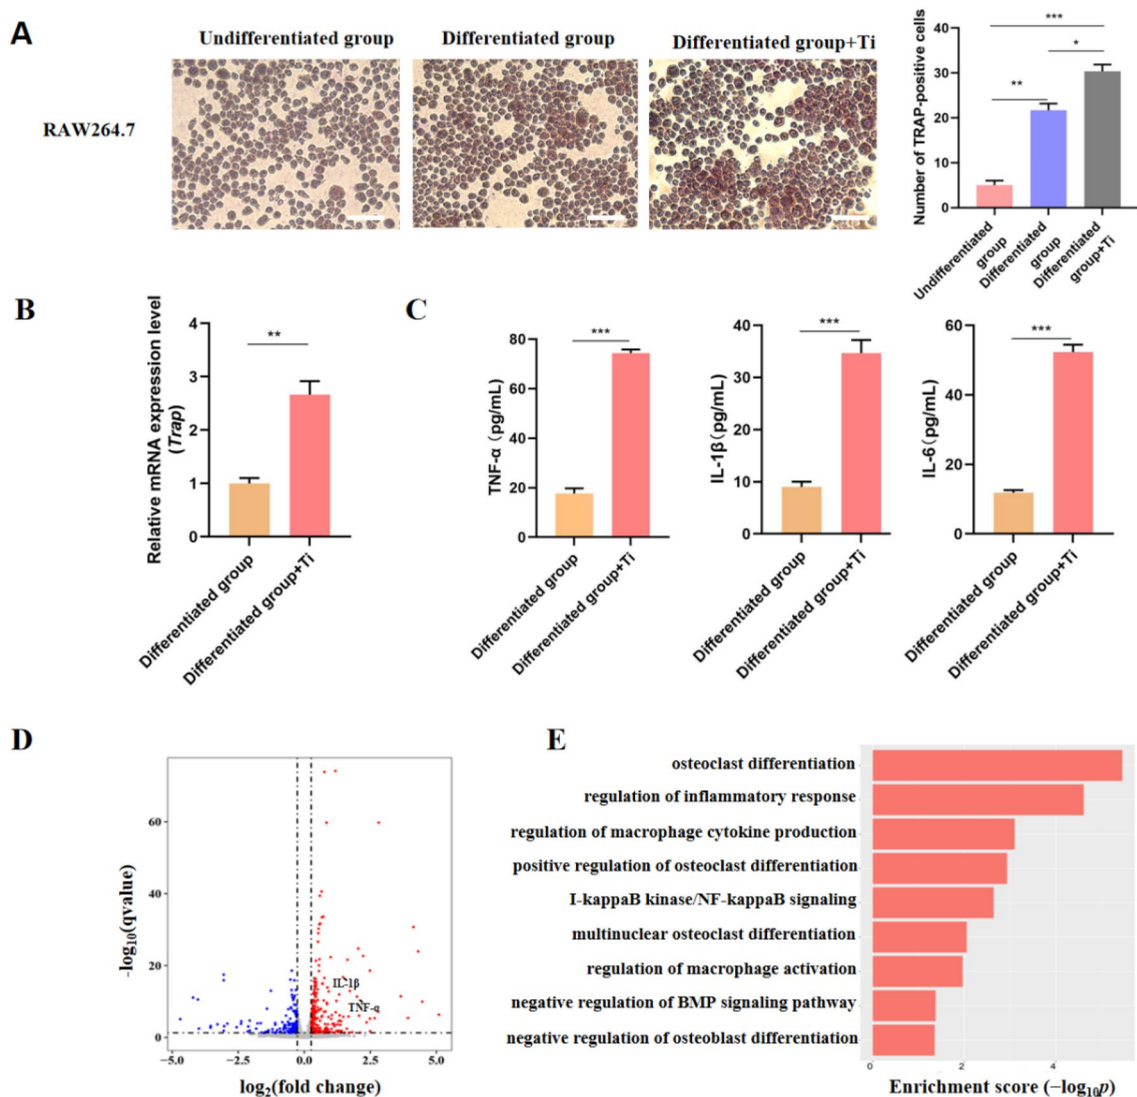 A
Undifferentiated group
Differentiated group
Differentiated group+Ti
RAW264.7
Number of TRAP-positive cells
40
30
20
10
0
***
*
**
Undifferentiated group
Differentiated group
Differentiated group+Ti
B
Relative mRNA expression level
(Trap)
4
3
2
1
0
**
Differentiated group
Differentiated group+Ti
C
TNF-α (pg/mL)
80
60
40
20
0
***
Differentiated group
Differentiated group+Ti
IL-1β(pg/mL)
40
30
20
10
0
***
Differentiated group
Differentiated group+Ti
IL-6(pg/mL)
60
40
20
0
***
Differentiated group
Differentiated group+Ti
D
-log10(qvalue)
60
40
20
0
IL-1β
TNF-α
−5.0 −2.5 0.0 2.5 5.0
log2(fold change)
E
osteoclast differentiation
regulation of inflammatory response
regulation of macrophage cytokine production
positive regulation of osteoclast differentiation
I-kappaB kinase/NF-kappaB signaling
multinuclear osteoclast differentiation
regulation of macrophage activation
negative regulation of BMP signaling pathway
negative regulation of osteoblast differentiation
0 2 4
Enrichment score (−log10p)